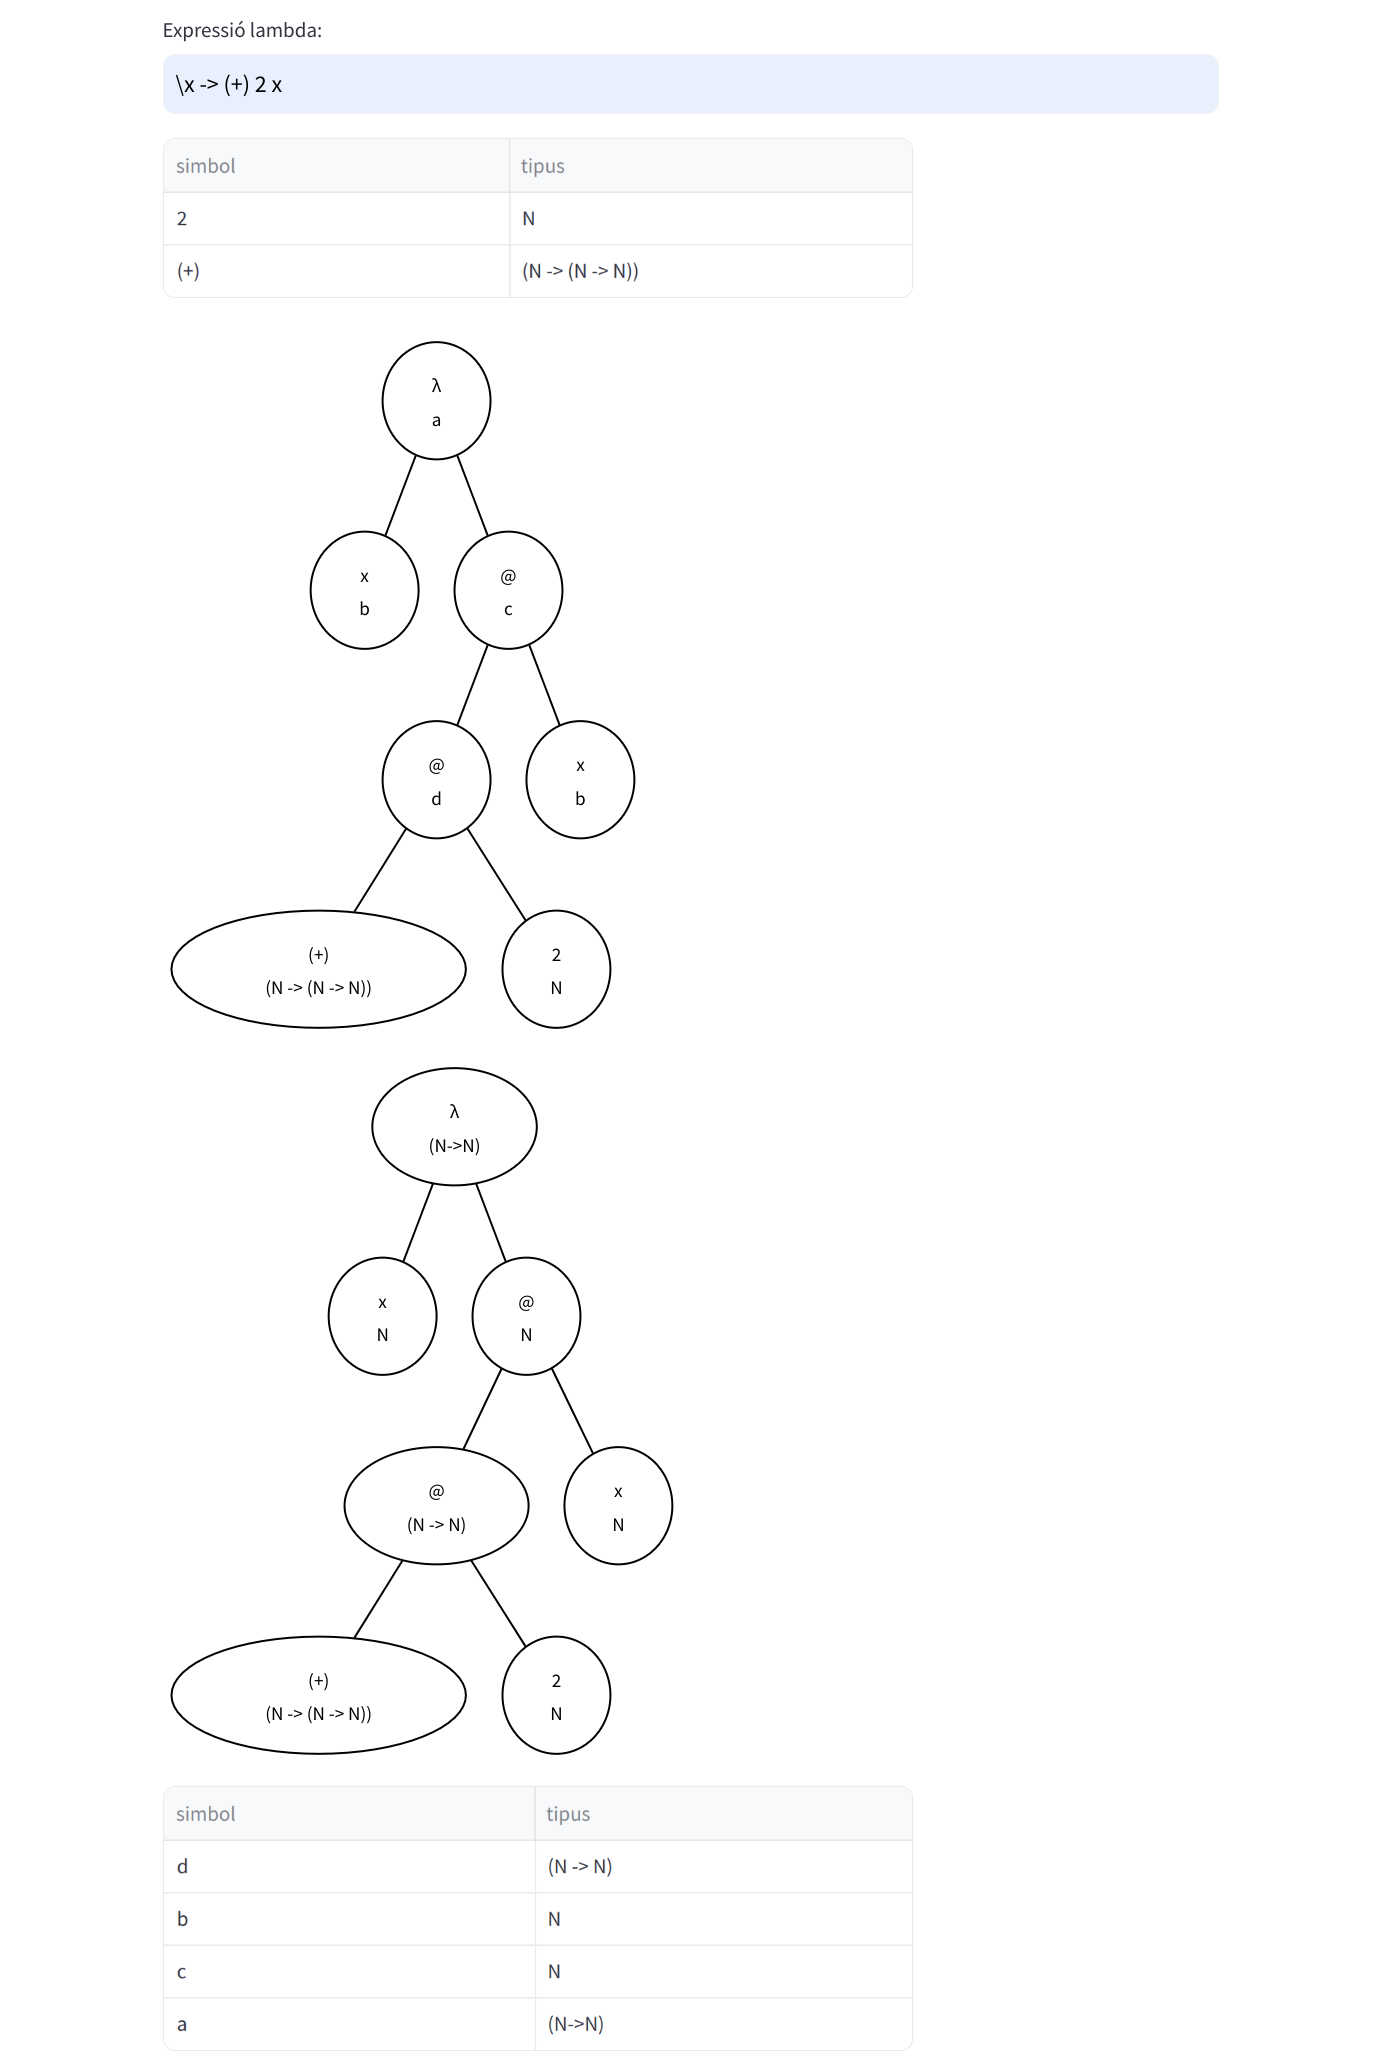 Expressió lambda:
\x -> (+) 2 x
simbol tipus
2 N
(+) (N -> (N -> N))
λ
a
x @
b c
@ x
d b
(+) 2
(N -> (N -> N)) N
λ
(N->N)
x @
N N
@ x
(N -> N) N
(+) 2
(N -> (N -> N)) N
simbol tipus
d (N -> N)
b N
c N
a (N->N)